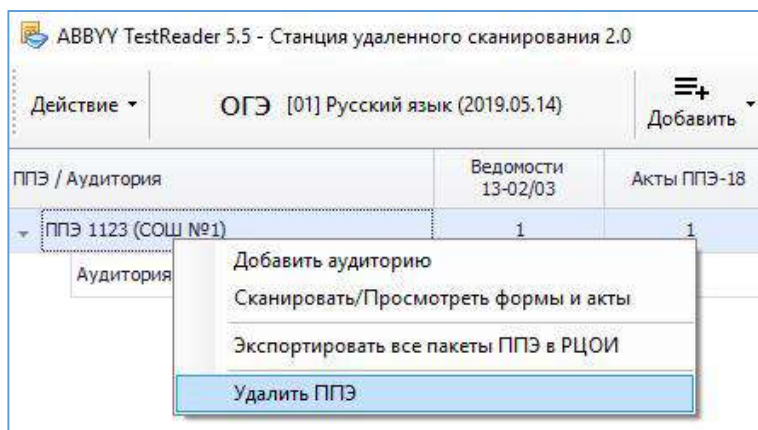 ABBYY TestReader 5.5 - Станция удаленного сканирования 2.0
Действие
ОГЭ [01] Русский язык (2019.05.14)
Добавить
ППЭ / Аудитория
Ведомости
13-02/03
Акты ППЭ-18
ППЭ 1123 (СОШ №1)
1
1
Аудитория
Добавить аудиторию
Сканировать/Просмотреть формы и акты
Экспортировать все пакеты ППЭ в РЦОИ
Удалить ППЭ